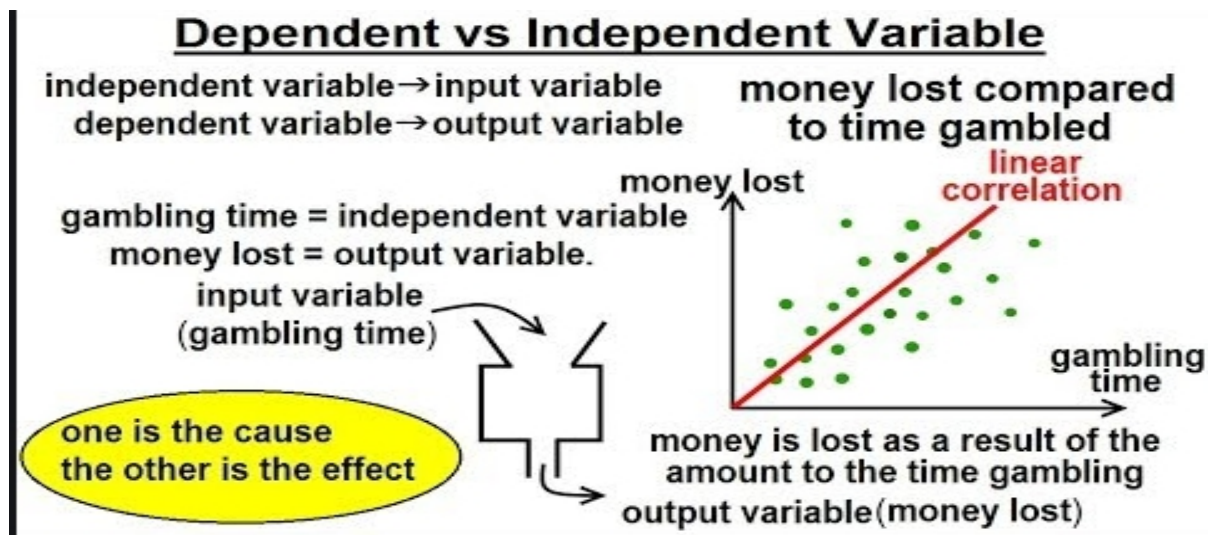 Dependent vs Independent Variable
independent variable→input variable
dependent variable→output variable
gambling time = independent variable
money lost = output variable.
input variable
(gambling time)
one is the cause
the other is the effect
money lost compared
to time gambled
linear
correlation
money lost
gambling
time
money is lost as a result of the
amount to the time gambling
output variable(money lost)